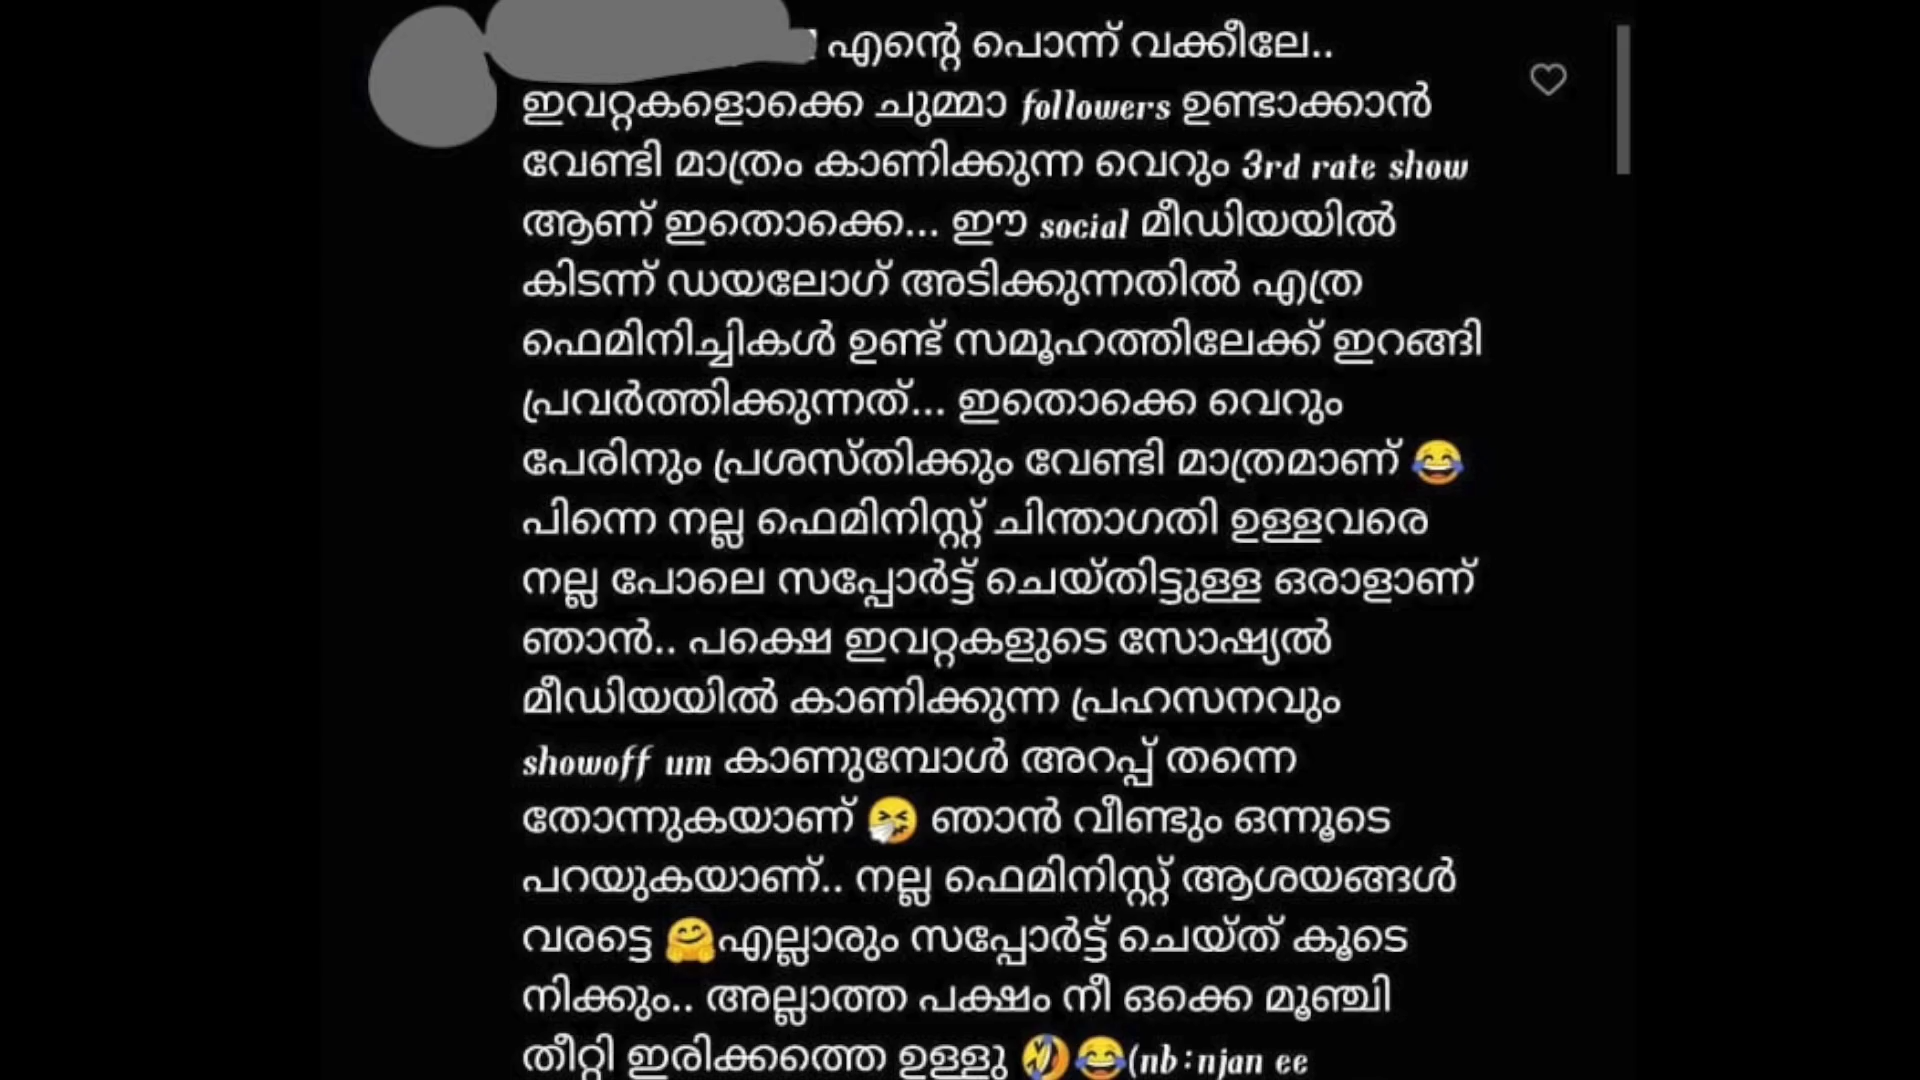 എന്റെ പൊന്ന് വക്കീലേ..
ഇവറ്റകളൊക്കെ ചുമ്മാ followers ഉണ്ടാക്കാൻ
വേണ്ടി മാത്രം കാണിക്കുന്ന വെറും 3rd rate show
ആണ് ഇതൊക്കെ... ഈ social മീഡിയയിൽ
കിടന്ന് ഡയലോഗ് അടിക്കുന്നതിൽ എത്ര
ഫെമിനിച്ചികൾ ഉണ്ട് സമൂഹത്തിലേക്ക് ഇറങ്ങി
പ്രവർത്തിക്കുന്നത്... ഇതൊക്കെ വെറും
പേരിനും പ്രശസ്തിക്കും വേണ്ടി മാത്രമാണ് 😂
പിന്നെ നല്ല ഫെമിനിസ്റ്റ് ചിന്താഗതി ഉള്ളവരെ
നല്ല പോലെ സപ്പോർട്ട് ചെയ്തിട്ടുള്ള ഒരാളാണ്
ഞാൻ.. പക്ഷെ ഇവറ്റകളുടെ സോഷ്യൽ
മീഡിയയിൽ കാണിക്കുന്ന പ്രഹസനവും
showoff um കാണുമ്പോൾ അറപ്പ് തന്നെ
തോന്നുകയാണ് 🤧 ഞാൻ വീണ്ടും ഒന്നൂടെ
പറയുകയാണ്.. നല്ല ഫെമിനിസ്റ്റ് ആശയങ്ങൾ
വരട്ടെ 🤗എല്ലാരും സപ്പോർട്ട് ചെയ്ത് കൂടെ
നിക്കും.. അല്ലാത്ത പക്ഷം നീ ഒക്കെ മൂഞ്ചി
തീറ്റി ഇരിക്കത്തെ ഉള്ളു 🤣😂(nb:njan ee